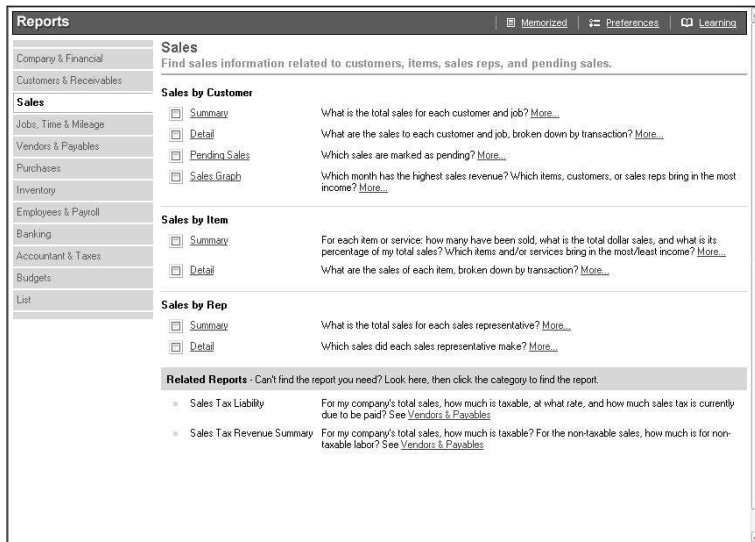 Reports
Memorized
Preferences
Learning
Company & Financial
Customers & Receivables
Sales
Jobs, Time & Mileage
Vendors & Payables
Purchases
Inventory
Employees & Payroll
Banking
Accountant & Taxes
Budgets
List
Sales
Find sales information related to customers, items, sales reps, and pending sales.
Sales by Customer
Summary What is the total sales for each customer and job? More...
Detail What are the sales to each customer and job, broken down by transaction? More...
Pending Sales Which sales are marked as pending? More...
Sales Graph Which month has the highest sales revenue? Which items, customers, or sales reps bring in the most
income? More...
Sales by Item
Summary For each item or service: how many have been sold, what is the total dollar sales, and what is its
percentage of my total sales? Which items and/or services bring in the most/least income? More...
Detail What are the sales of each item, broken down by transaction? More...
Sales by Rep
Summary What is the total sales for each sales representative? More...
Detail Which sales did each sales representative make? More...
Related Reports - Can't find the report you need? Look here, then click the category to find the report.
Sales Tax Liability For my company's total sales, how much is taxable, at what rate, and how much sales tax is currently
due to be paid? See Vendors & Payables
Sales Tax Revenue Summary For my company's total sales, how much is taxable? For the non-taxable sales, how much is for non-
taxable labor? See Vendors & Payables